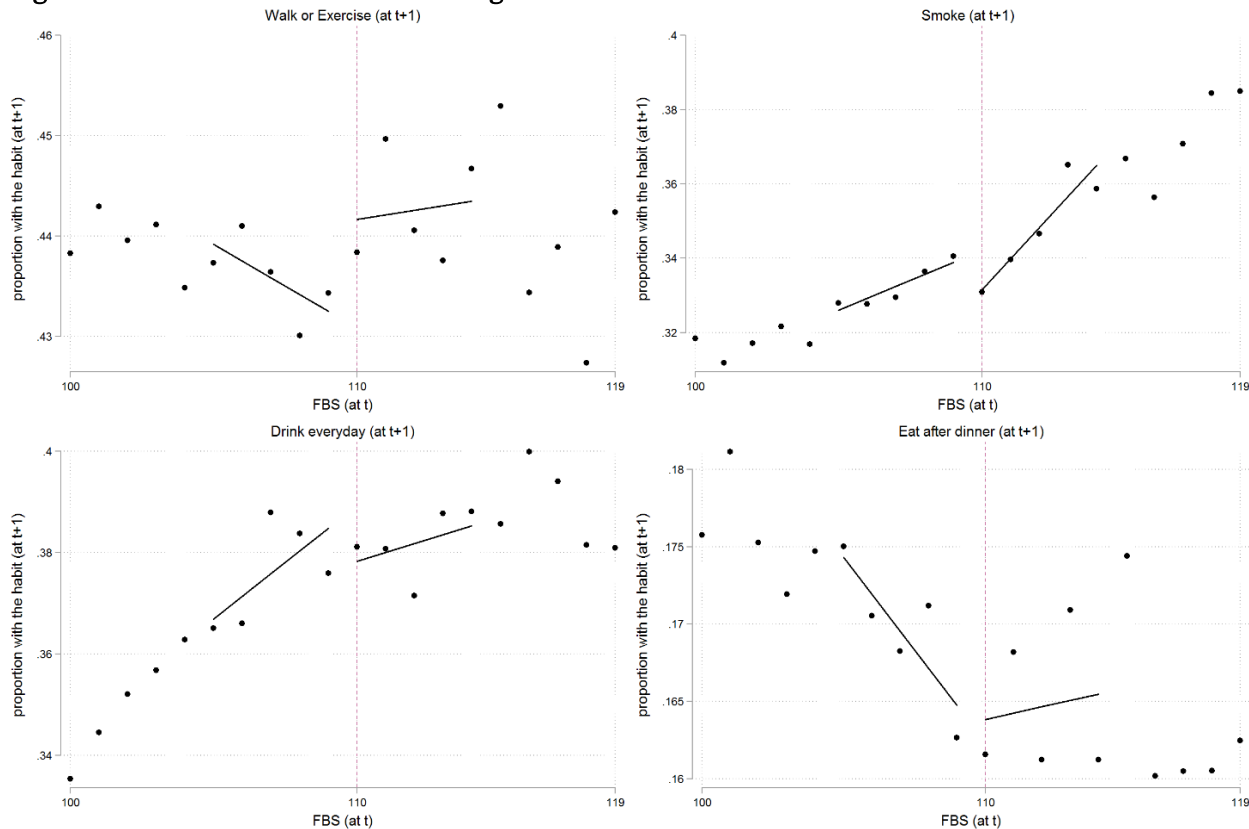 Walk or Exercise (at t+1)
proportion with the habit (at t+1)
.46
.45
.44
.43
100
110
119
FBS (at t)
Smoke (at t+1)
proportion with the habit (at t+1)
.4
.38
.36
.34
.32
100
110
119
FBS (at t)
Drink everyday (at t+1)
proportion with the habit (at t+1)
.4
.38
.36
.34
100
110
119
FBS (at t)
Eat after dinner (at t+1)
proportion with the habit (at t+1)
.18
.175
.17
.165
.16
100
110
119
FBS (at t)